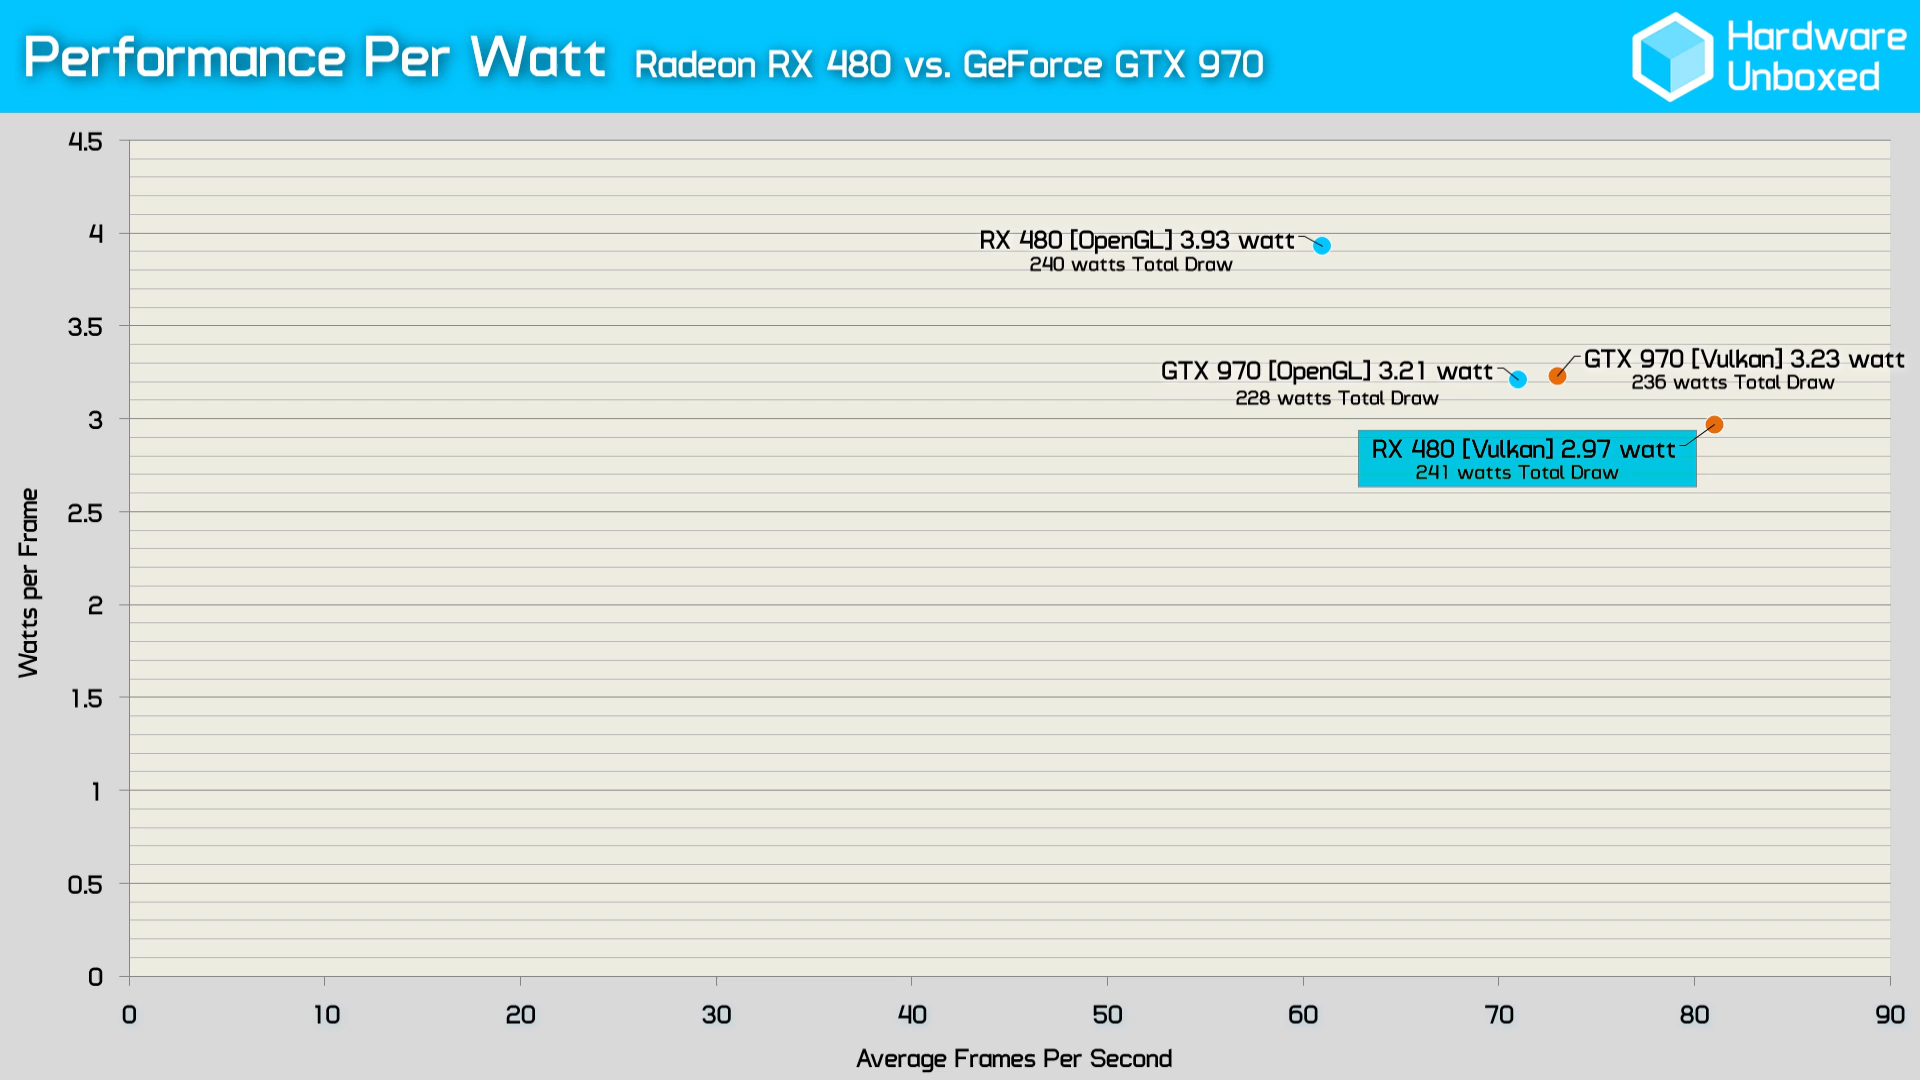 Performance Per Watt Radeon RX 480 vs. GeForce GTX 970
Hardware
Unboxed
4.5
4
3.5
3
2.5
2
1.5
1
0.5
0
Watts per Frame
RX 480 [OpenGL] 3.93 watt
240 watts Total Draw
GTX 970 [OpenGL] 3.21 watt
228 watts Total Draw
GTX 970 [Vulkan] 3.23 watt
236 watts Total Draw
RX 480 [Vulkan] 2.97 watt
241 watts Total Draw
0 10 20 30 40 50 60 70 80 90
Average Frames Per Second